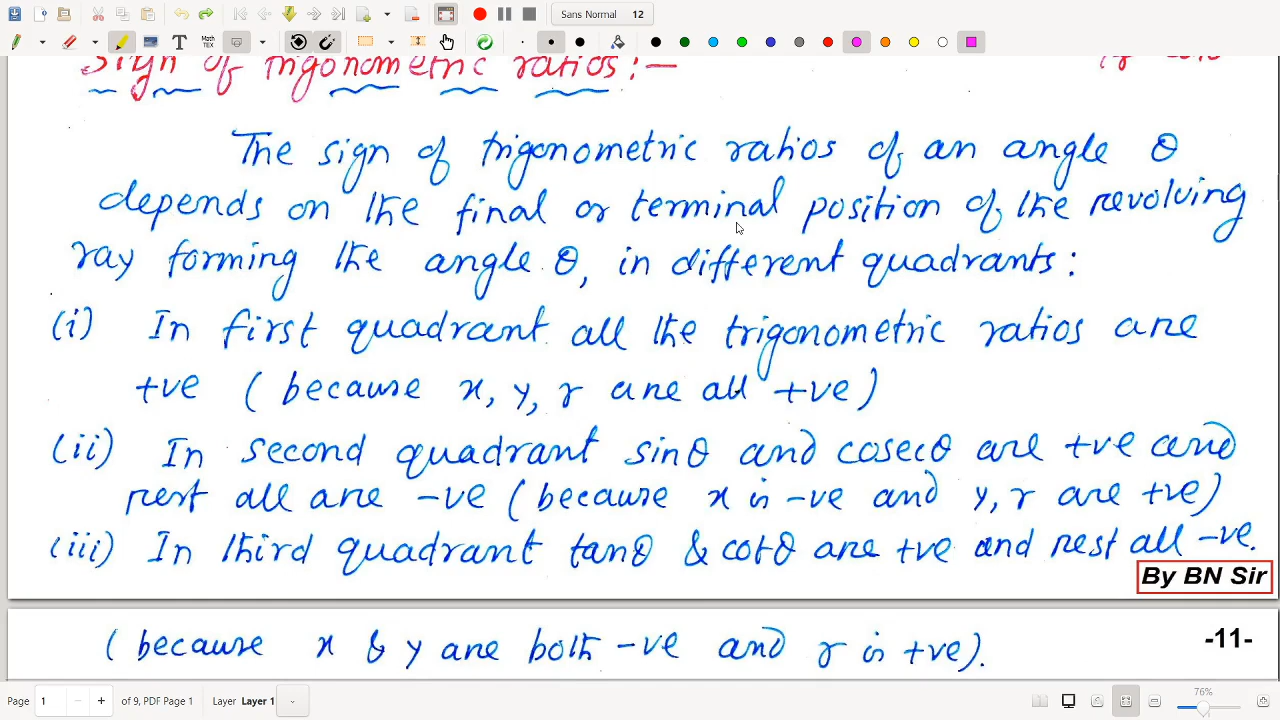 Sans Normal 12
MATH TEX
Sign of Trigonometric ratios:—
The sign of trigonometric ratios of an angle θ
depends on the final or terminal position of the revolving
ray forming the angle θ, in different quadrants:
(i) In first quadrant all the trigonometric ratios are
+ve (because x, y, r are all +ve)
(ii) In second quadrant sinθ and cosecθ are +ve and
rest all are -ve (because x is -ve and y, r are +ve)
(iii) In third quadrant tanθ & cotθ are +ve and rest all -ve.
By BN Sir
(because x & y are both -ve and r is +ve).
-11-
Page 1 of 9, PDF Page 1 Layer Layer 1 76%